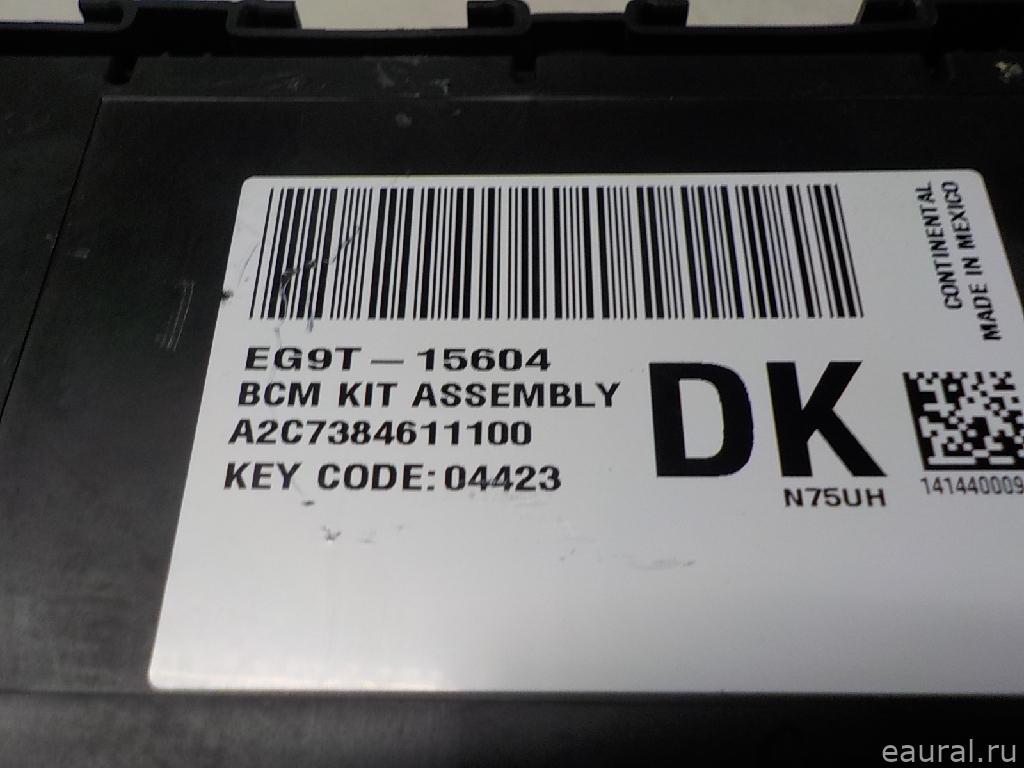 EG9T-15604
BCM KIT ASSEMBLY
A2C7384611100
KEY CODE: 04423
DK
N75UH
CONTINENTAL
MADE IN MEXICO
141440009
eaural.ru